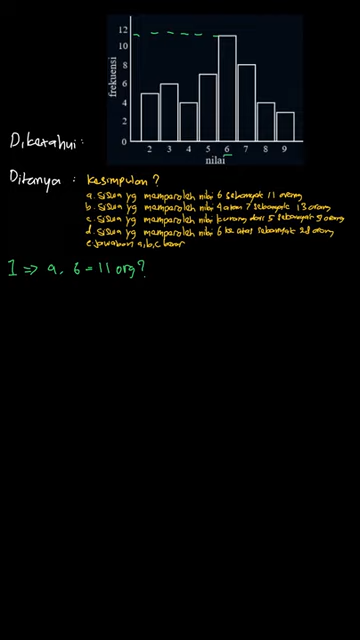 frekuensi
12
10
8
6
4
2
0
2 3 4 5 6 7 8 9
nilai
Diketahui:
Ditanya : Kesimpulan?
a. siswa yg memperoleh nilai 6 sebanyak 11 orang
b. siswa yg memperoleh nilai 4 atau 7 sebanyak 13 orang
c. siswa yg memperoleh nilai kurang dari 5 sebanyak 9 orang
d. siswa yg memperoleh nilai 6 ke atas sebanyak 28 orang
e. jawaban a, b, c benar
1 => a. 6 = 11 org?